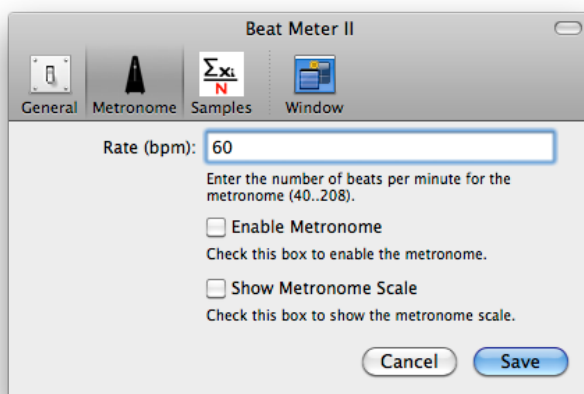 Beat Meter II
Σxi
N
General Metronome Samples Window
Rate (bpm): 60
Enter the number of beats per minute for the
metronome (40..208).
Enable Metronome
Check this box to enable the metronome.
Show Metronome Scale
Check this box to show the metronome scale.
Cancel Save